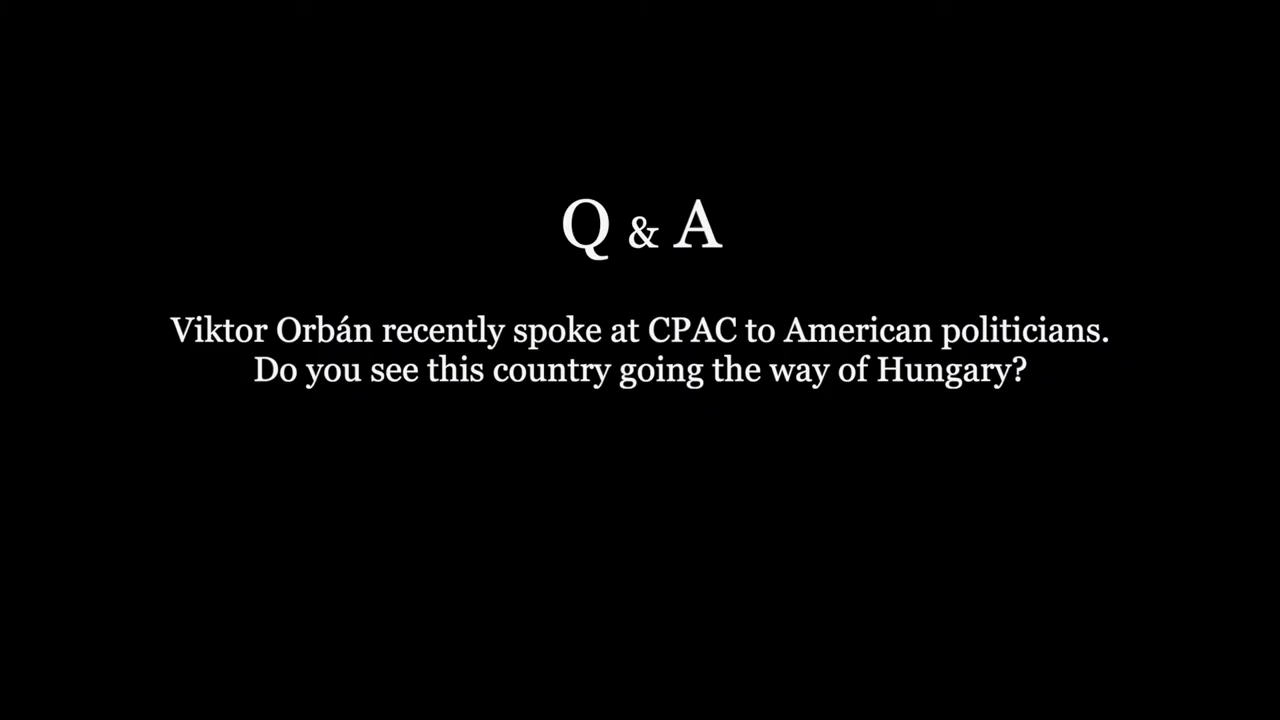 Q & A
Viktor Orbán recently spoke at CPAC to American politicians.
Do you see this country going the way of Hungary?